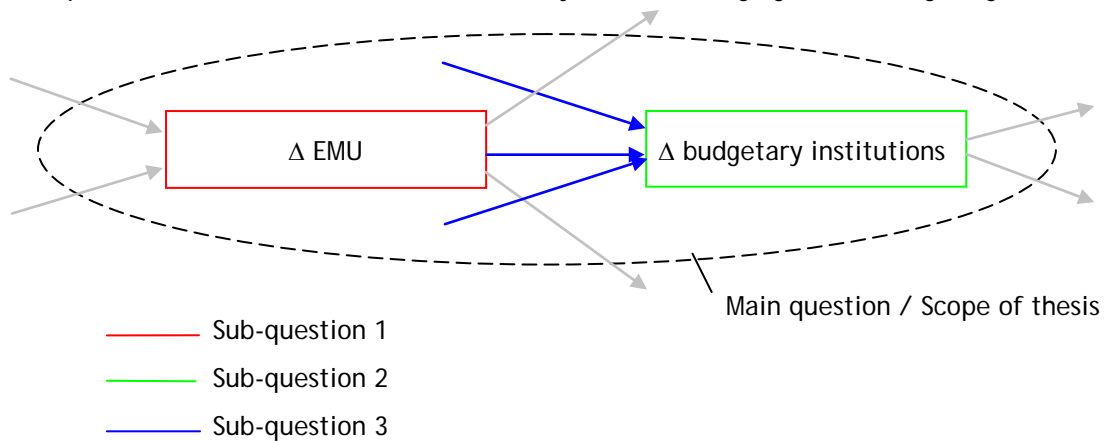 Δ EMU
Δ budgetary institutions
Main question / Scope of thesis
Sub-question 1
Sub-question 2
Sub-question 3